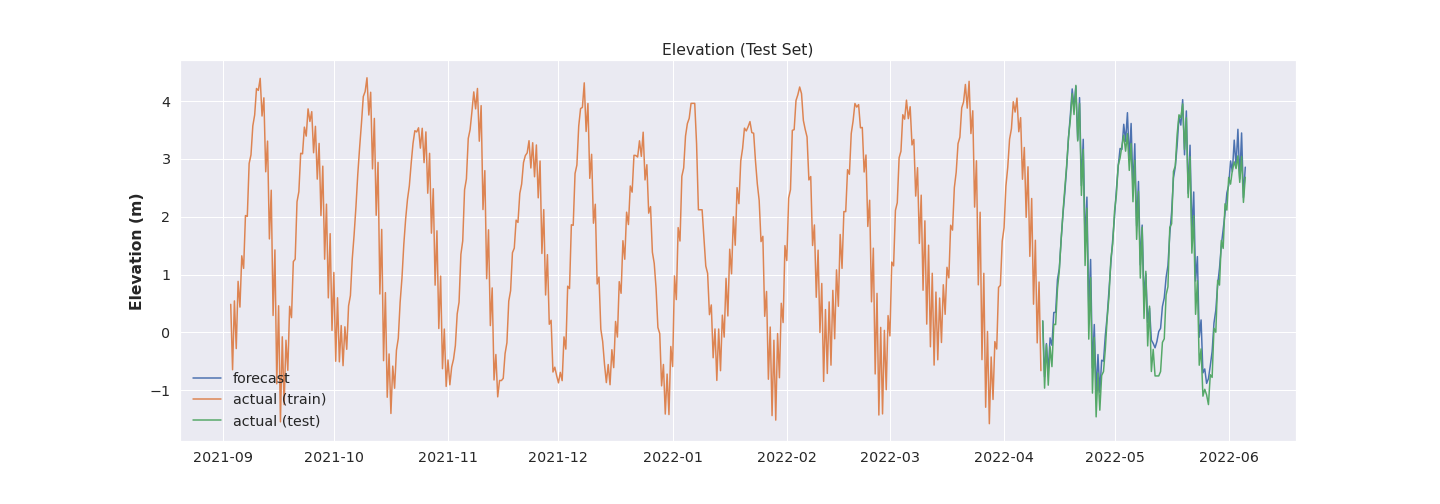 Elevation (Test Set)
Elevation (m)
4
3
2
1
0
−1
forecast
actual (train)
actual (test)
2021-09 2021-10 2021-11 2021-12 2022-01 2022-02 2022-03 2022-04 2022-05 2022-06